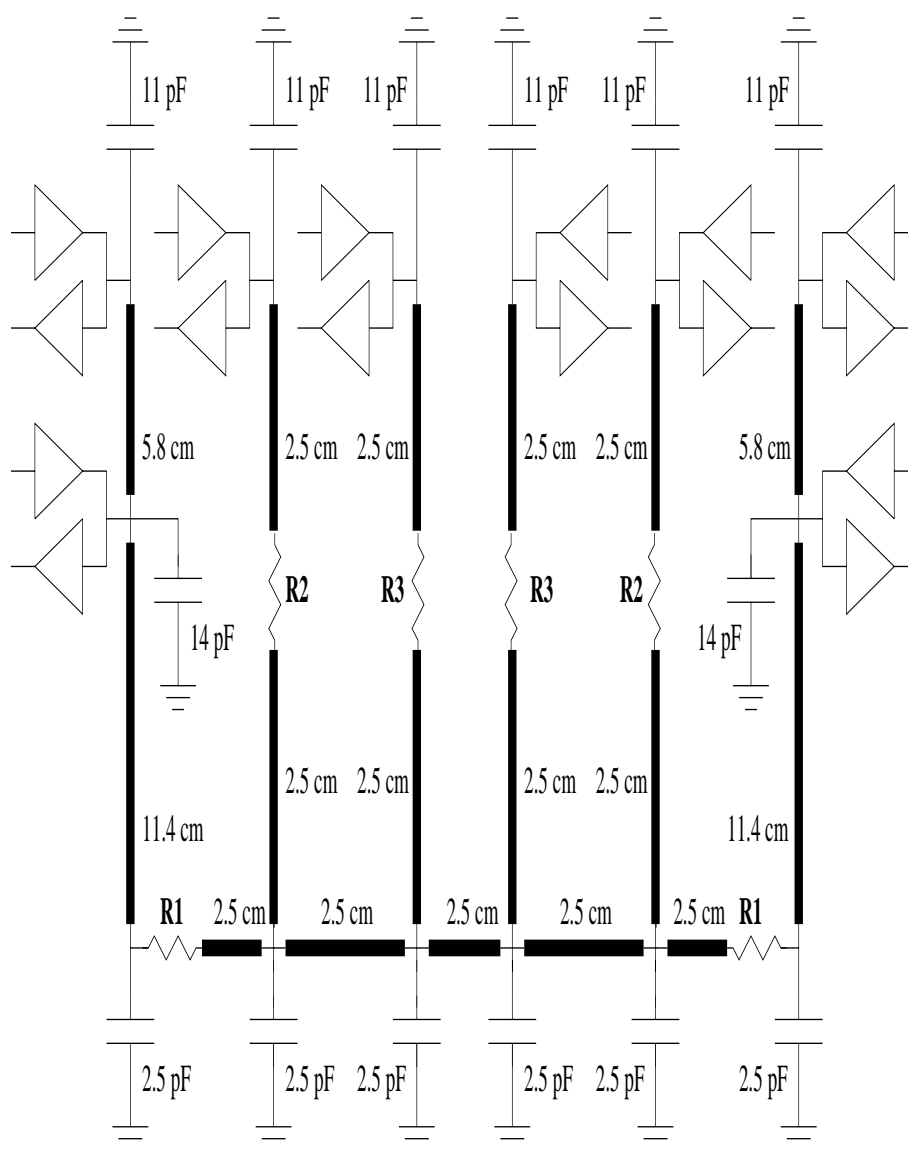 11 pF 11 pF 11 pF 11 pF 11 pF 11 pF
5.8 cm 2.5 cm 2.5 cm 2.5 cm 2.5 cm 5.8 cm
R2 R3 R3 R2
14 pF 14 pF
2.5 cm 2.5 cm 2.5 cm 2.5 cm
11.4 cm 11.4 cm
R1 2.5 cm 2.5 cm 2.5 cm 2.5 cm 2.5 cm R1
2.5 pF 2.5 pF 2.5 pF 2.5 pF 2.5 pF 2.5 pF